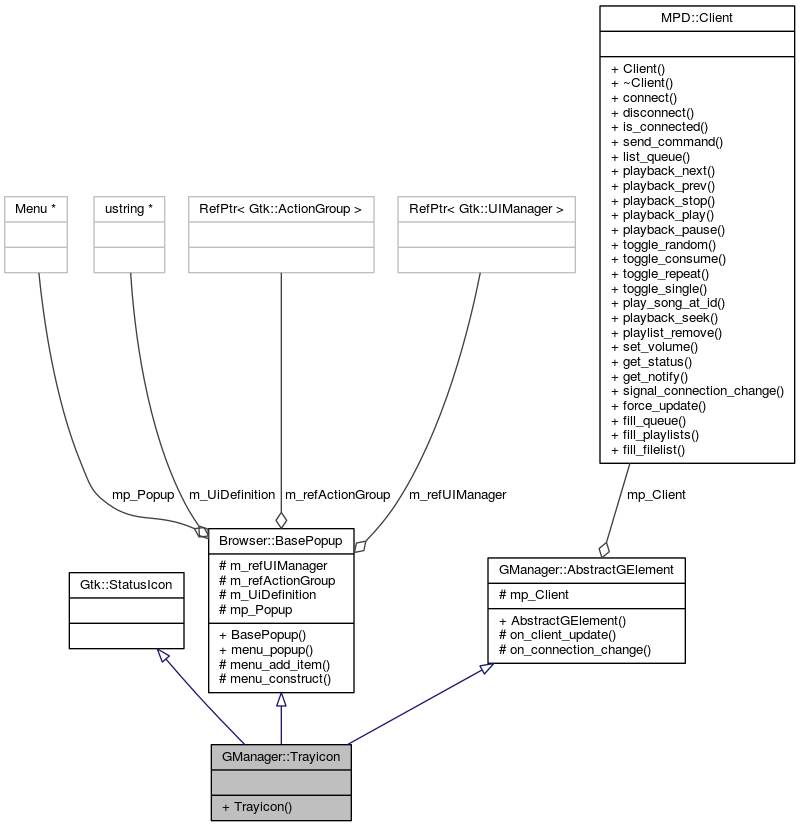 MPD::Client
+ Client()
+ ~Client()
+ connect()
+ disconnect()
+ is_connected()
+ send_command()
+ list_queue()
+ playback_next()
+ playback_prev()
+ playback_stop()
+ playback_play()
+ playback_pause()
+ toggle_random()
+ toggle_consume()
+ toggle_repeat()
+ toggle_single()
+ play_song_at_id()
+ playback_seek()
+ playlist_remove()
+ set_volume()
+ get_status()
+ get_notify()
+ signal_connection_change()
+ force_update()
+ fill_queue()
+ fill_playlists()
+ fill_filelist()
Menu *
ustring *
RefPtr< Gtk::ActionGroup >
RefPtr< Gtk::UIManager >
mp_Popup
m_UiDefinition
m_refActionGroup
m_refUIManager
mp_Client
Gtk::StatusIcon
Browser::BasePopup
# m_refUIManager
# m_refActionGroup
# m_UiDefinition
# mp_Popup
+ BasePopup()
+ menu_popup()
# menu_add_item()
# menu_construct()
GManager::AbstractGElement
# mp_Client
+ AbstractGElement()
# on_client_update()
# on_connection_change()
GManager::Trayicon
+ Trayicon()